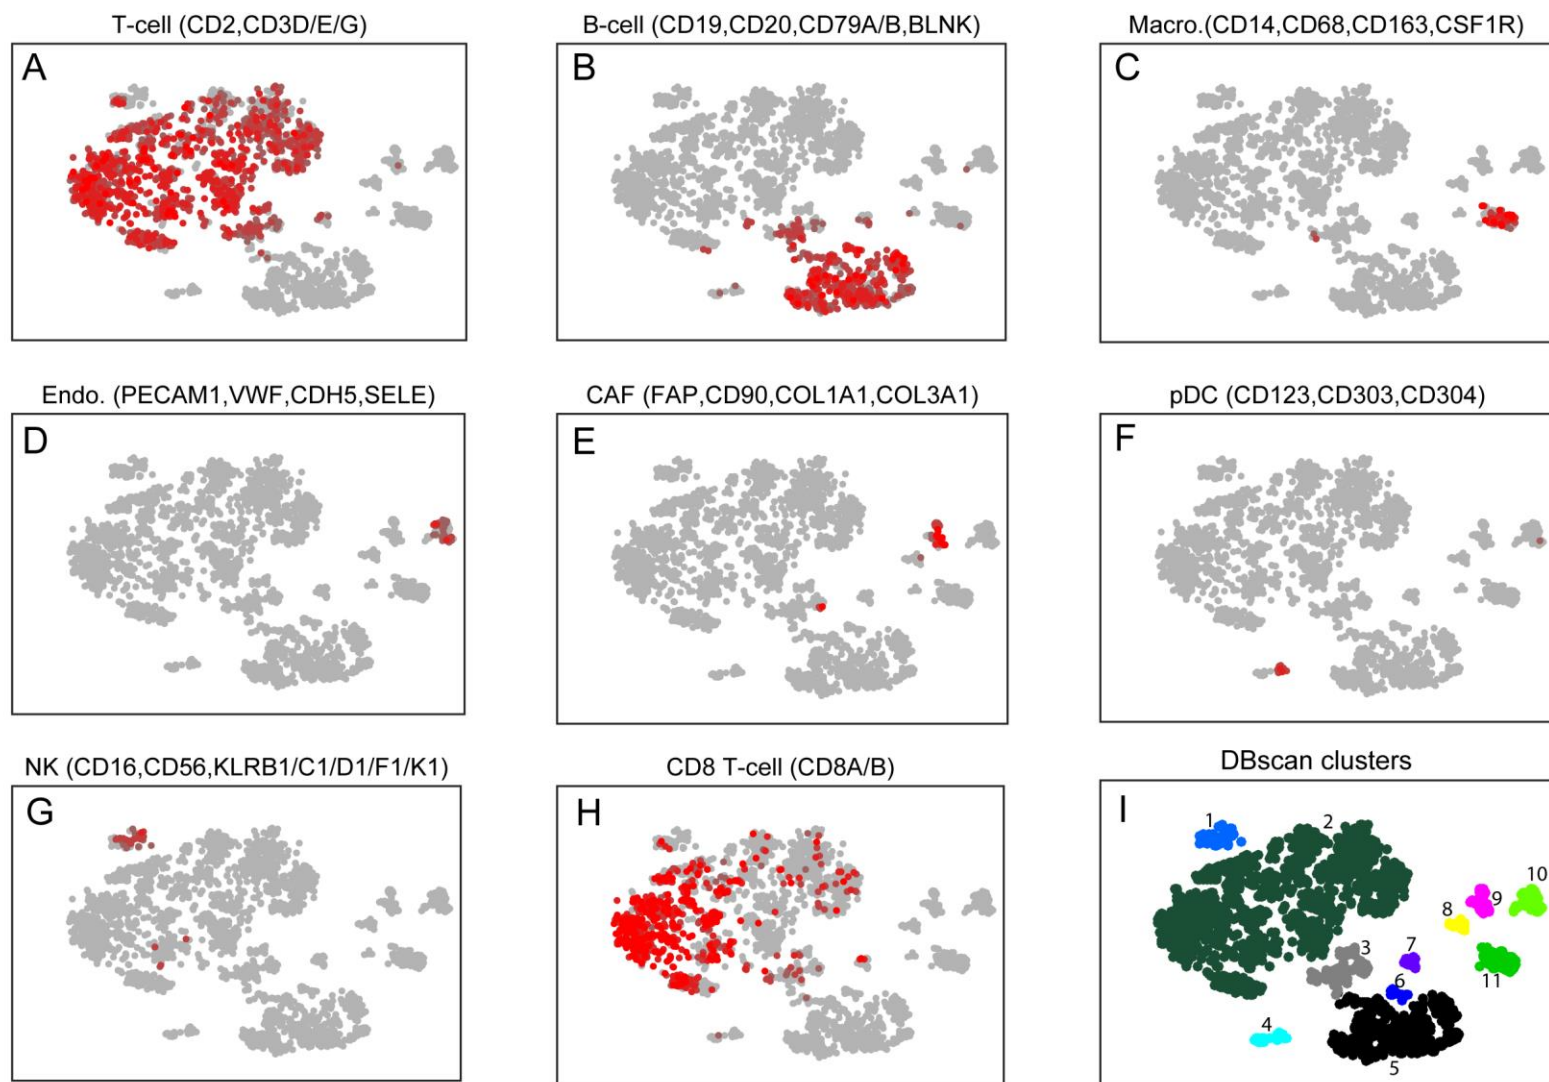 T-cell (CD2,CD3D/E/G)
B-cell (CD19,CD20,CD79A/B,BLNK)
Macro.(CD14,CD68,CD163,CSF1R)
A
B
C
Endo. (PECAM1,VWF,CDH5,SELE)
CAF (FAP,CD90,COL1A1,COL3A1)
pDC (CD123,CD303,CD304)
D
E
F
NK (CD16,CD56,KLRB1/C1/D1/F1/K1)
CD8 T-cell (CD8A/B)
DBscan clusters
G
H
I
1
2
10
9
8
7
3
11
6
4
5